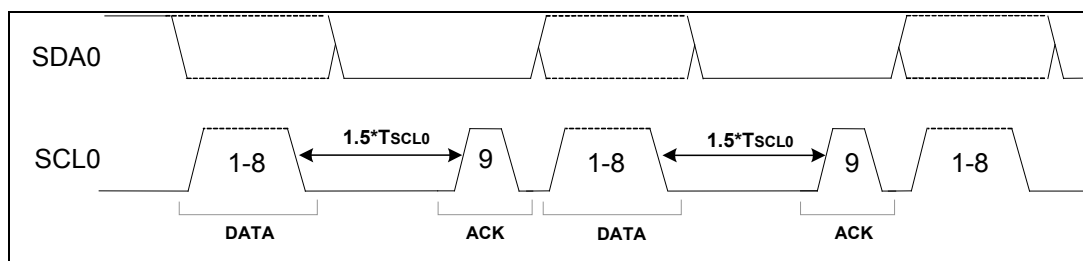 SDA0
1.5*TSCL0 1.5*TSCL0
SCL0 1-8 9 1-8 9 1-8
DATA ACK DATA ACK